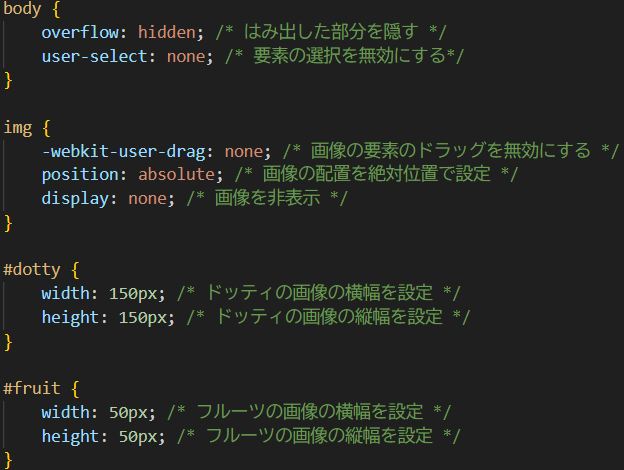 body {
    overflow: hidden; /* はみ出した部分を隠す */
    user-select: none; /* 要素の選択を無効にする*/
}

img {
    -webkit-user-drag: none; /* 画像の要素のドラッグを無効にする */
    position: absolute; /* 画像の配置を絶対位置で設定 */
    display: none; /* 画像を非表示 */
}

#dotty {
    width: 150px; /* ドッティの画像の横幅を設定 */
    height: 150px; /* ドッティの画像の縦幅を設定 */
}

#fruit {
    width: 50px; /* フルーツの画像の横幅を設定 */
    height: 50px; /* フルーツの画像の縦幅を設定 */
}